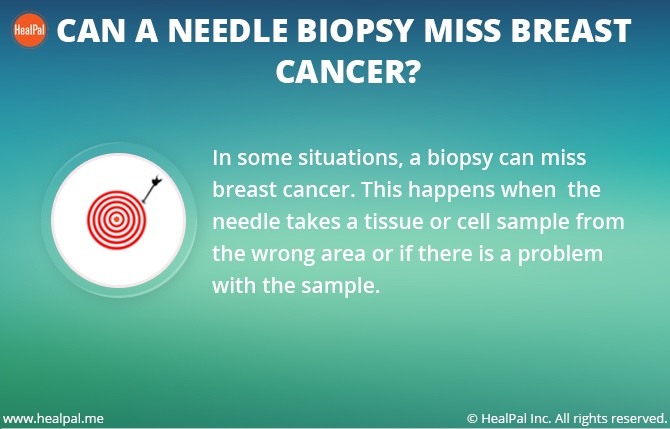 HealPal
CAN A NEEDLE BIOPSY MISS BREAST
CANCER?
In some situations, a biopsy can miss
breast cancer. This happens when  the
needle takes a tissue or cell sample from
the wrong area or if there is a problem
with the sample.
www.healpal.me
© HealPal Inc. All rights reserved.